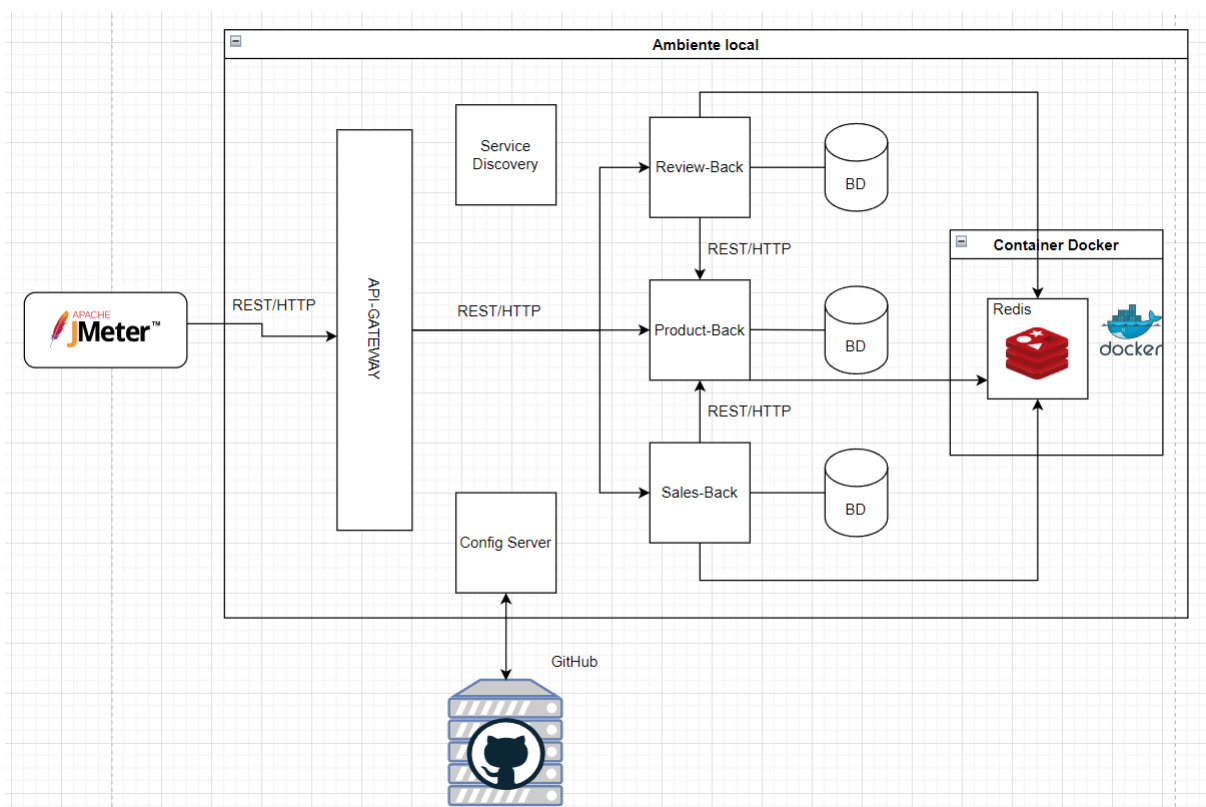 Ambiente local
Service
Discovery
Review-Back
BD
REST/HTTP
Container Docker
API-GATEWAY
REST/HTTP
APACHE
JMeter™
REST/HTTP
Product-Back
BD
Redis
docker
REST/HTTP
Sales-Back
BD
Config Server
GitHub